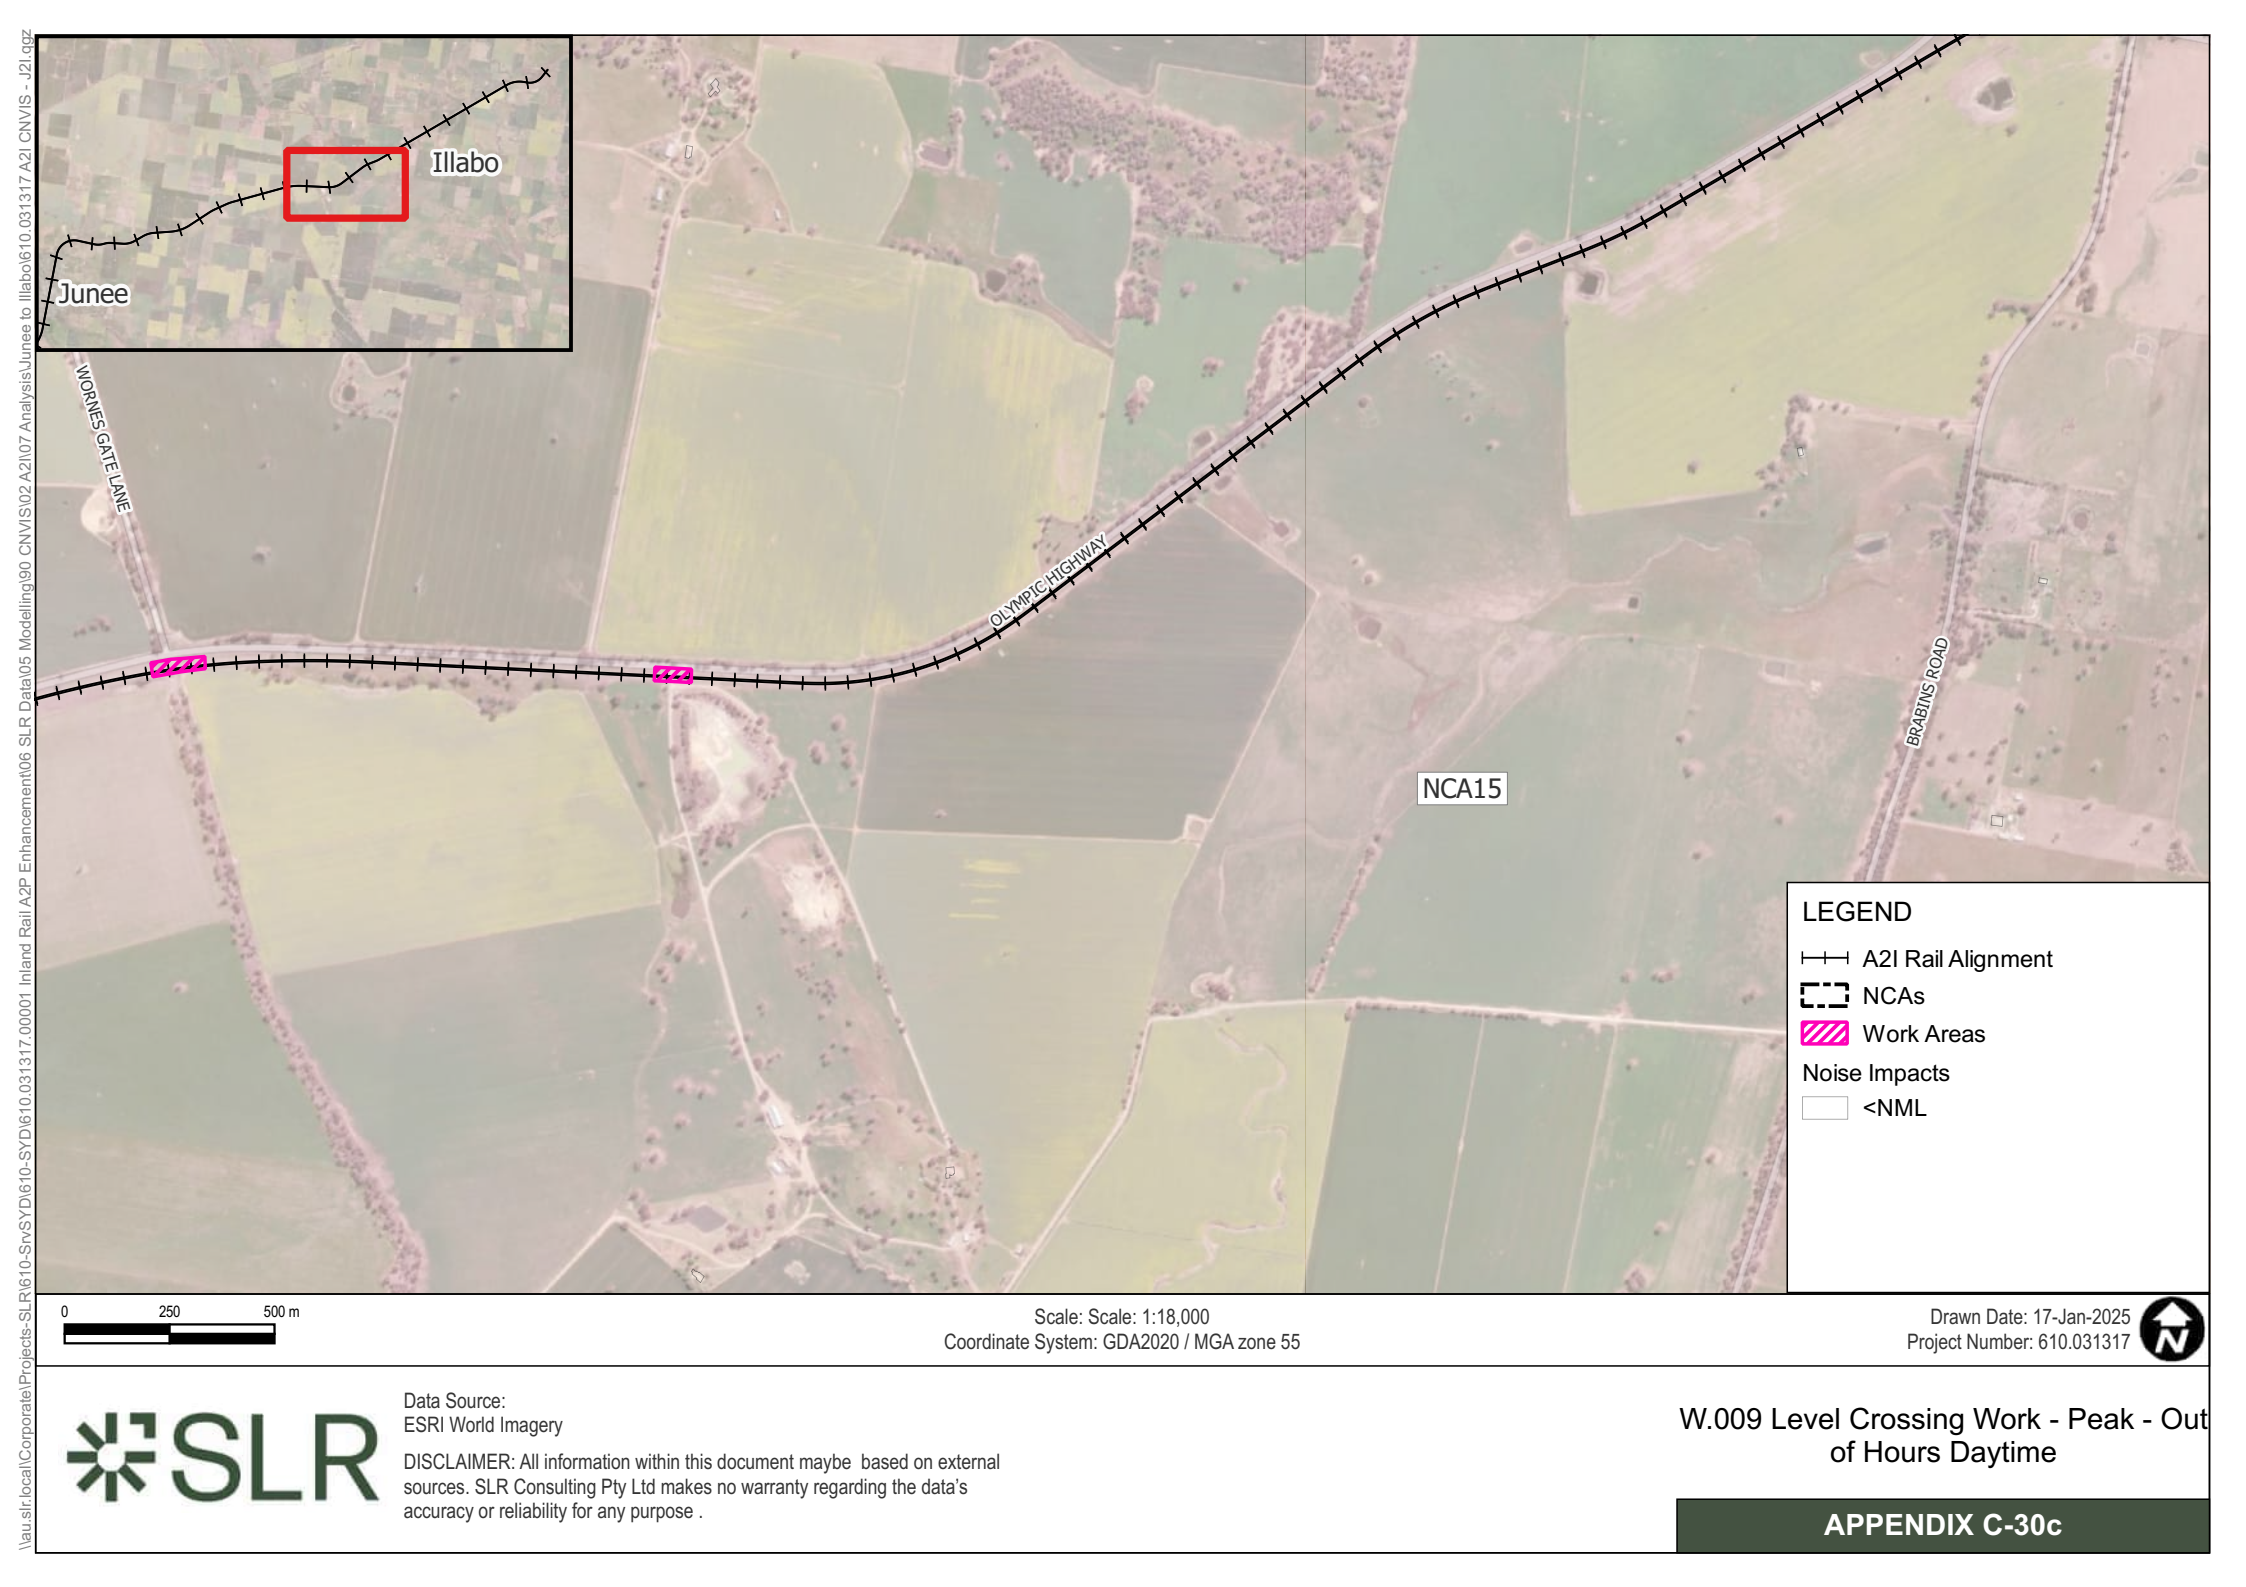 \\au.slr.local\Corporate\Projects-SLR\610-SrvSYD\610-SYD\610.031317.00001 Inland Rail A2P Enhancement\06 SLR Data\05 Modelling\90 CNVIS\02 A2I\07 Analysis\Junee to Illabo\610.031317 A2I CNVIS - J2I.qgz
Illabo
Junee
WORNES GATE LANE
OLYMPIC HIGHWAY
BRABINS ROAD
NCA15
LEGEND
A2I Rail Alignment
NCAs
Work Areas
Noise Impacts
<NML
0 250 500 m
Scale: Scale: 1:18,000
Coordinate System: GDA2020 / MGA zone 55
Drawn Date: 17-Jan-2025
Project Number: 610.031317
N
SLR
Data Source:
ESRI World Imagery
DISCLAIMER: All information within this document maybe based on external
sources. SLR Consulting Pty Ltd makes no warranty regarding the data's
accuracy or reliability for any purpose .
W.009 Level Crossing Work - Peak - Out
of Hours Daytime
APPENDIX C-30c